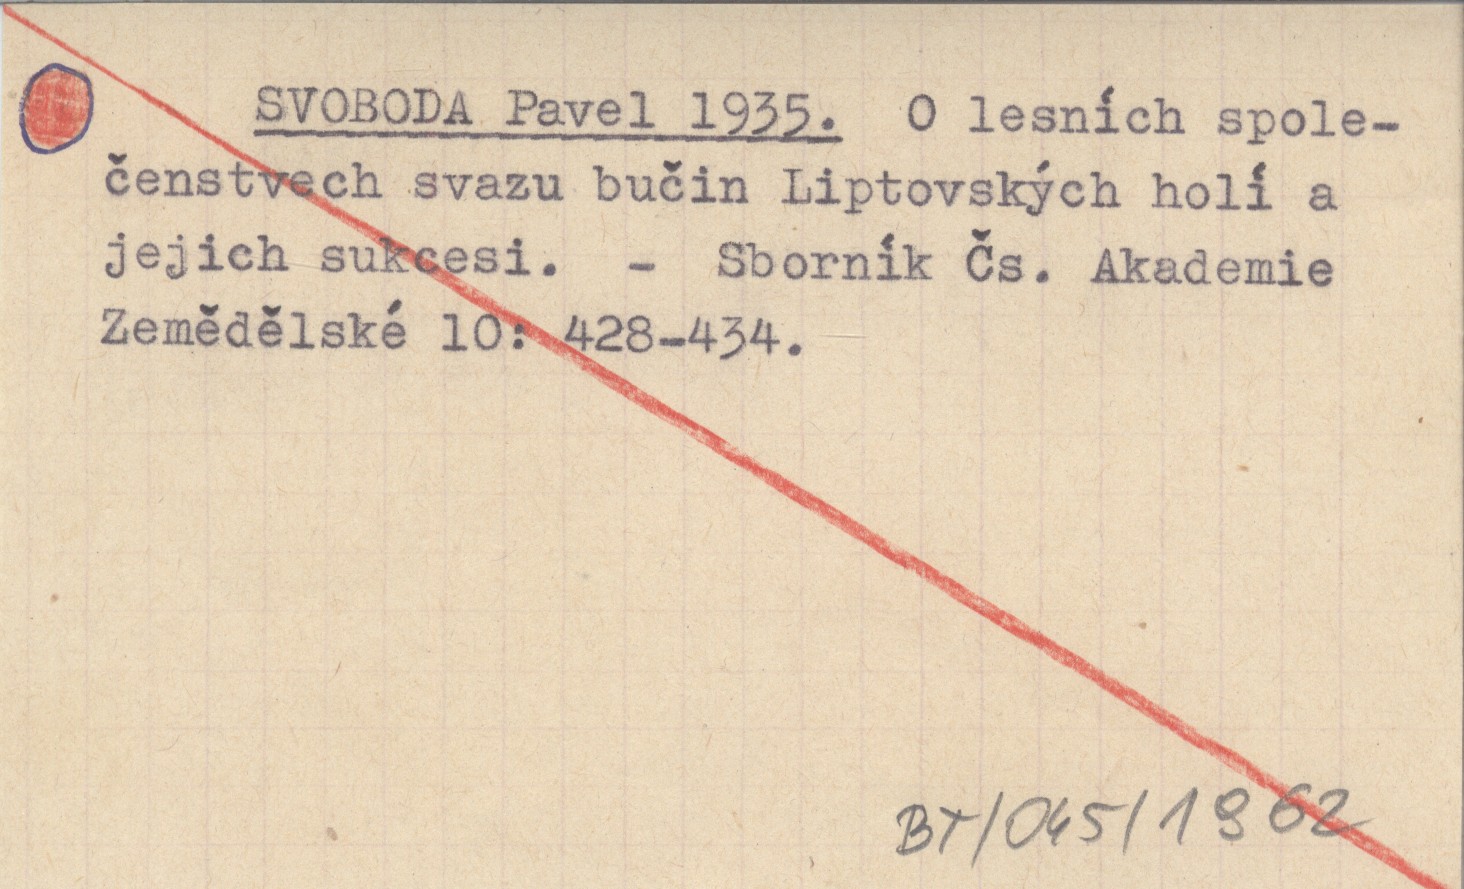 SVOBODA Pavel 1935. O lesních spole-
čenstvech svazu bučin Liptovských holí a
jejich sukcesi. - Sborník Čs. Akademie
Zemědělské 10: 428-434.
BT/045/1962